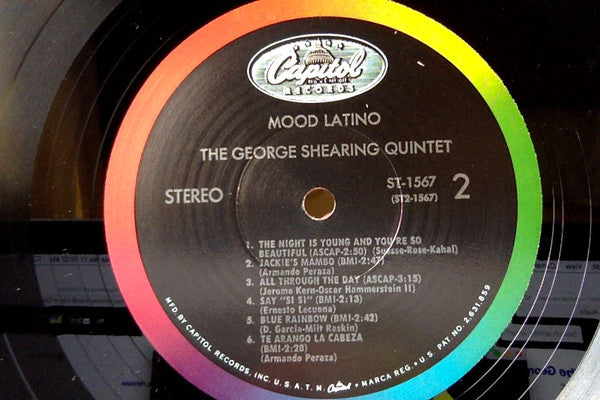 Capitol
RECORDS
MOOD LATINO
THE GEORGE SHEARING QUINTET
STEREO
ST-1567
(ST2-1567)
2
1. THE NIGHT IS YOUNG AND YOU'RE SO
BEAUTIFUL (ASCAP-2:50) (Suesse-Rose-Kahal)
2. JACKIE'S MAMBO (BMI-2:47)
(Armando Peraza)
3. ALL THROUGH THE DAY (ASCAP-3:15)
(Jerome Kern-Oscar Hammerstein II)
4. SAY "SI SI" (BMI-2:13)
(Ernesto Lecuona)
5. BLUE RAINBOW (BMI-2:42)
(D. Garcia-Milt Raskin)
6. TE ARANGO LA CABEZA
(BMI-2:28)
(Armando Peraza)
MFD. BY CAPITOL RECORDS, INC. U.S.A. T.M. Capitol • MARCA REG. • U.S. PAT. NO. 2,631,859